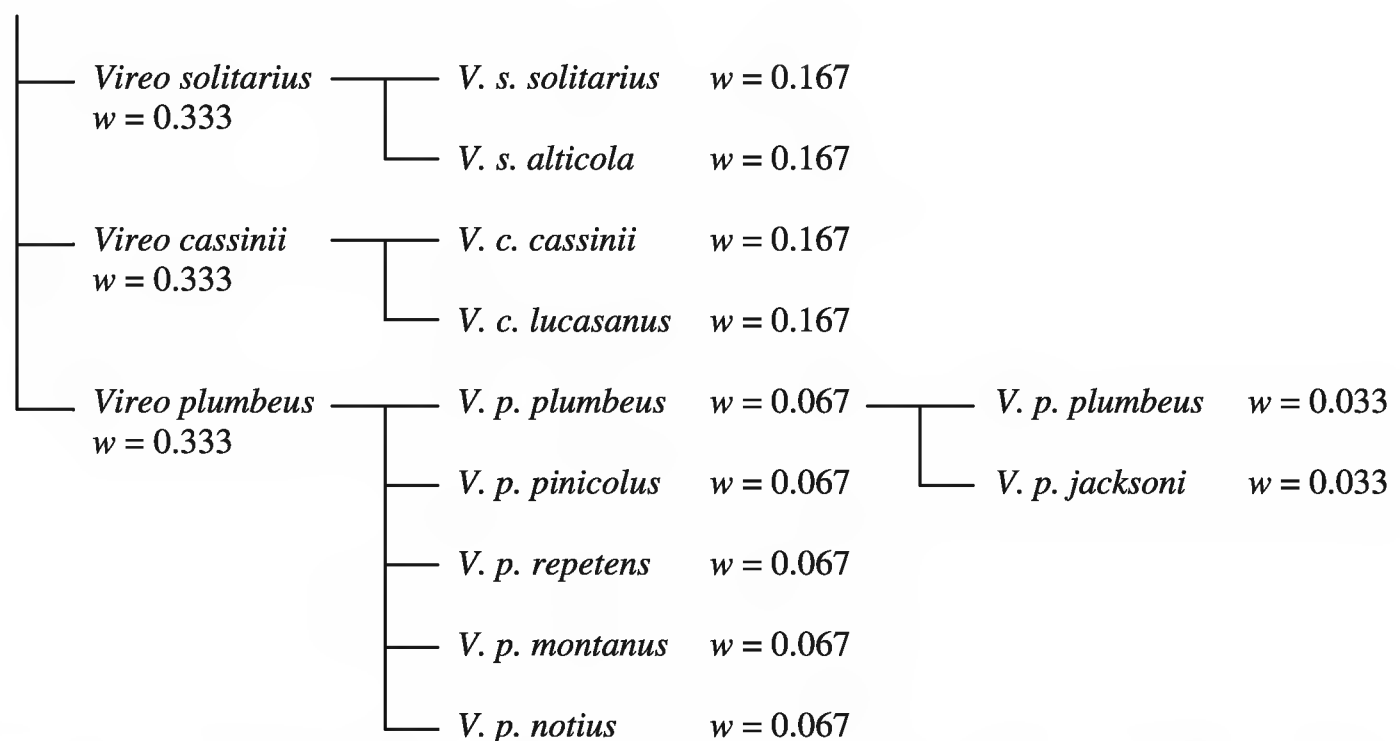 Vireo solitarius V. s. solitarius w = 0.167
w = 0.333
V. s. alticola w = 0.167
Vireo cassinii V. c. cassinii w = 0.167
w = 0.333
V. c. lucasanus w = 0.167
Vireo plumbeus V. p. plumbeus w = 0.067 V. p. plumbeus w = 0.033
w = 0.333
V. p. pinicolus w = 0.067 V. p. jacksoni w = 0.033
V. p. repetens w = 0.067
V. p. montanus w = 0.067
V. p. notius w = 0.067